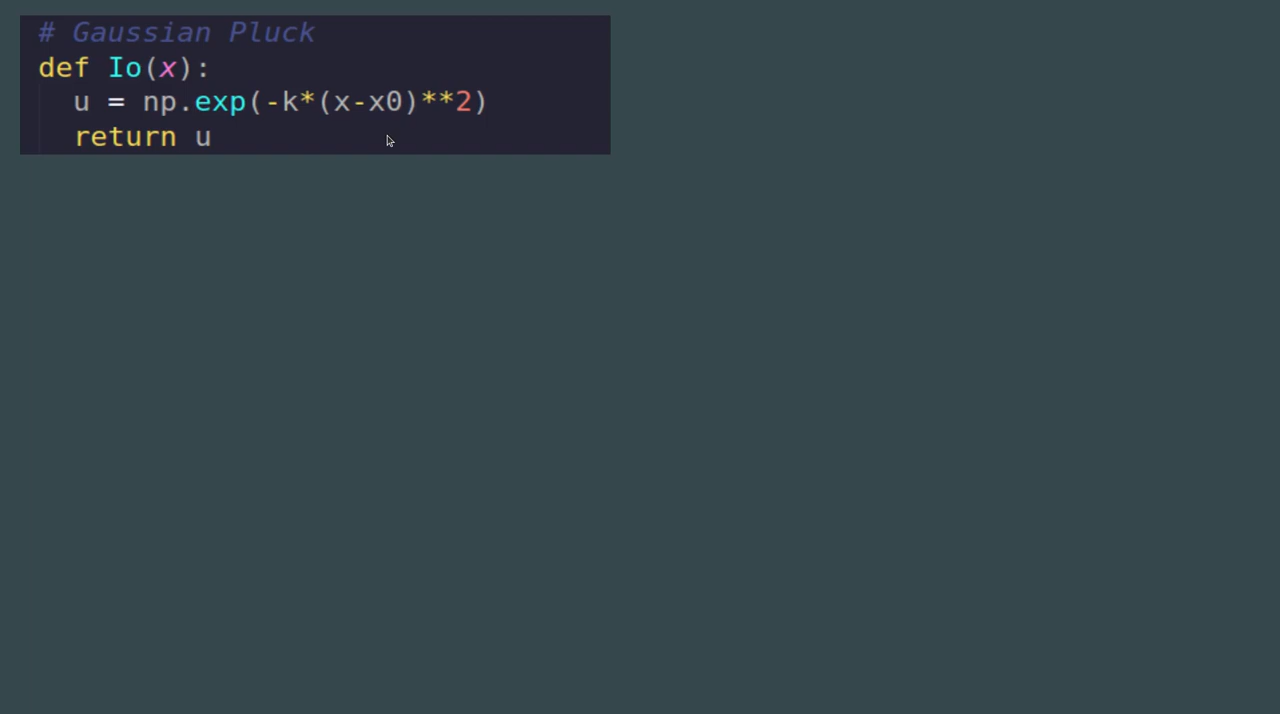 # Gaussian Pluck
def Io(x):
  u = np.exp(-k*(x-x0)**2)
  return u